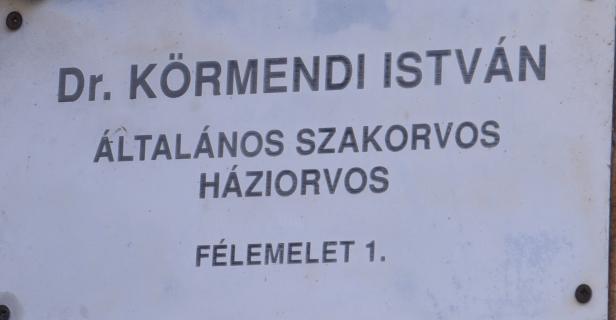 Dr. KÖRMENDI ISTVÁN
ÁLTALÁNOS SZAKORVOS
HÁZIORVOS
FÉLEMELET 1.